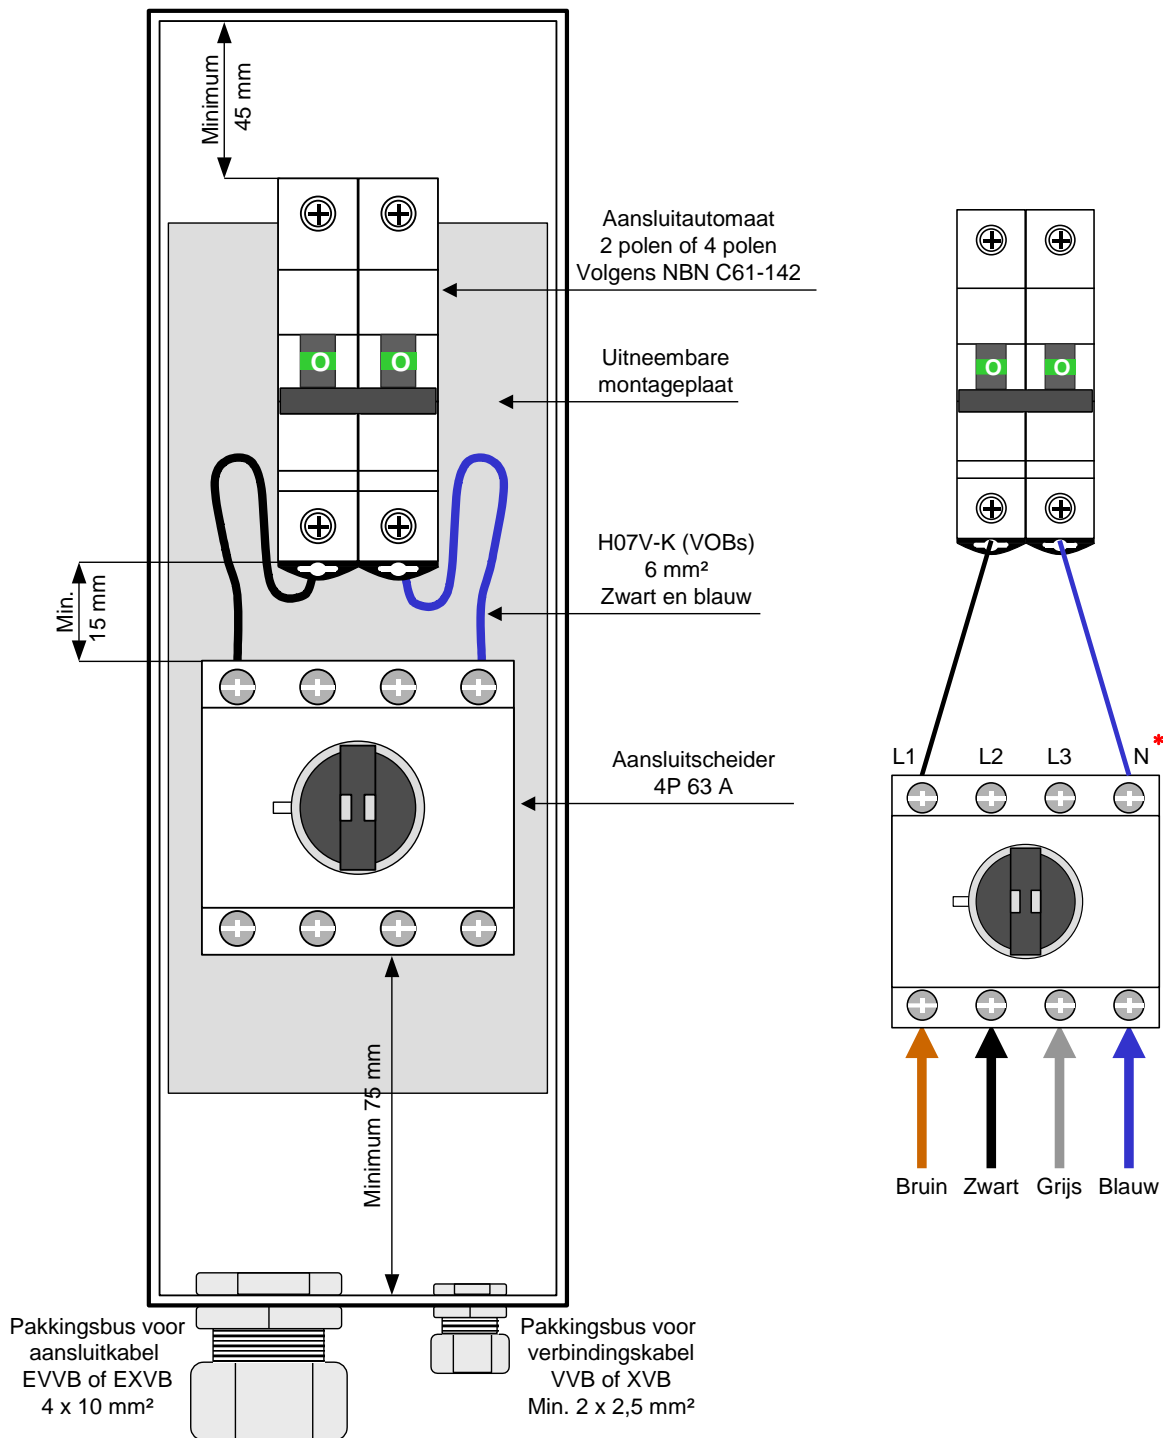 Minimum
45 mm
Aansluitautomaat
2 polen of 4 polen
Volgens NBN C61-142
O O
O O
Uitneembare
montageplaat
H07V-K (VOBs)
6 mm²
Zwart en blauw
Min.
15 mm
Aansluitscheider
4P 63 A
L1 L2 L3 N *
Minimum 75 mm
Bruin Zwart Grijs Blauw
Pakkingsbus voor
aansluitkabel
EVVB of EXVB
4 x 10 mm²
Pakkingsbus voor
verbindingskabel
VVB of XVB
Min. 2 x 2,5 mm²